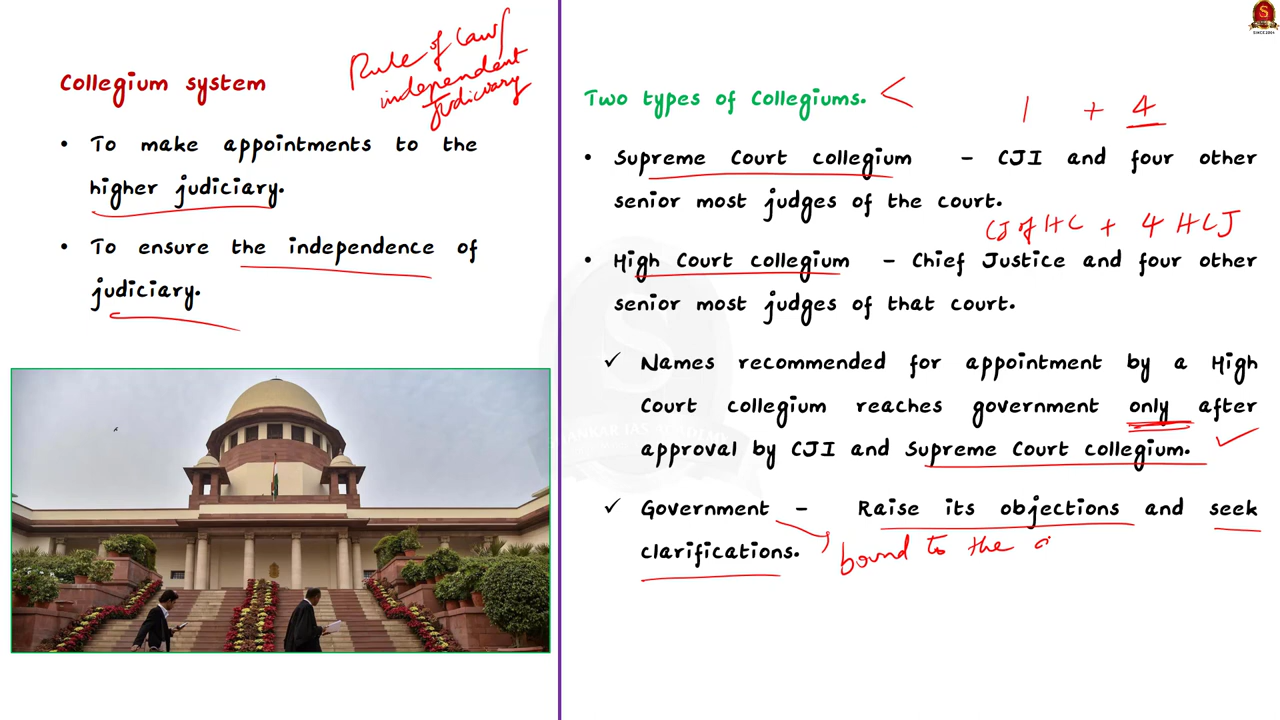 Collegium system
Rule of Law/
independent
Judiciary
• To make appointments to the
higher judiciary.
• To ensure the independence of
judiciary.
Two types of Collegiums. <
1 + 4
• Supreme Court collegium - CJI and four other
senior most judges of the court.
CJ of HC + 4 HCJ
• High Court collegium - Chief Justice and four other
senior most judges of that court.
✓ Names recommended for appointment by a High
Court collegium reaches government only after
approval by CJI and Supreme Court collegium. ✓
✓ Government - Raise its objections and seek
clarifications.
bound to the
SINCE 2004